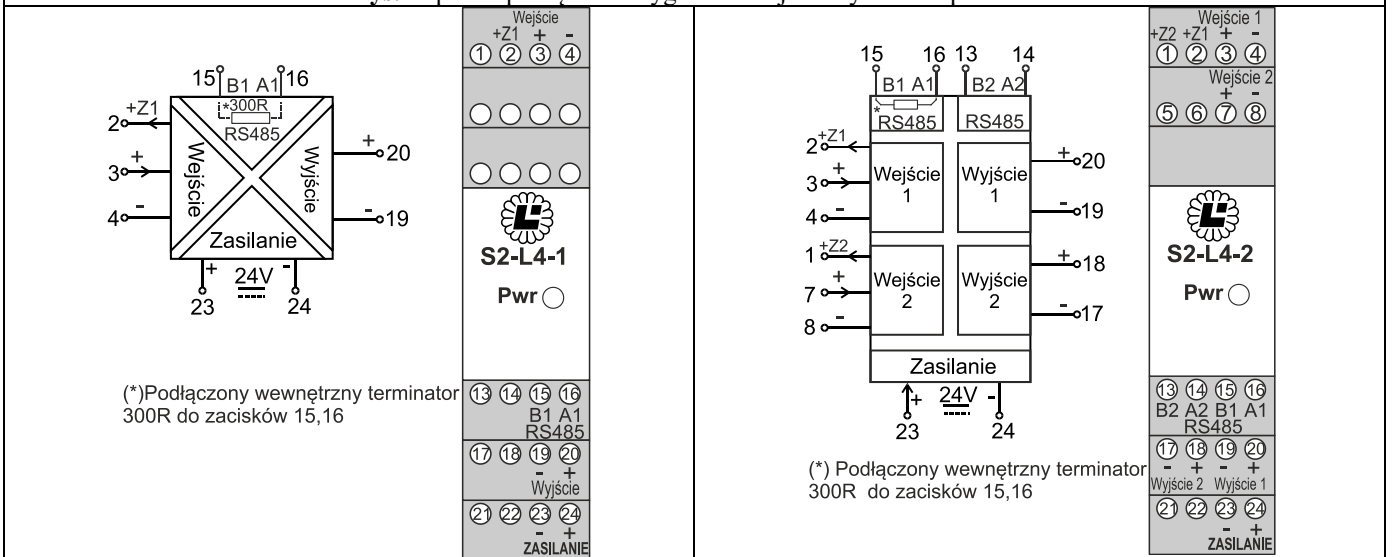 Wejście
+Z1 + -
1 2 3 4
15 B1 A1 16
*300R
RS485
2 +Z1
3 +
4 -
Wejście
Wyjście
+ 20
- 19
Zasilanie
+ 24V -
23 24
S2-L4-1
Pwr
(*)Podłączony wewnętrzny terminator
300R do zacisków 15,16
13 14 15 16
B1 A1
RS485
17 18 19 20
- +
Wyjście
21 22 23 24
- +
ZASILANIE
15 16 13 14
B1 A1 B2 A2
*
RS485 RS485
2 +Z1
3 +
4 -
Wejście
1
Wyjście
1
+ 20
- 19
1 +Z2
7 +
8 -
Wejście
2
Wyjście
2
+ 18
- 17
Zasilanie
+ 24V -
23 24
(*) Podłączony wewnętrzny terminator
300R do zacisków 15,16
Wejście 1
+Z2 +Z1 + -
1 2 3 4
Wejście 2
+ -
5 6 7 8
S2-L4-2
Pwr
13 14 15 16
B2 A2 B1 A1
RS485
17 18 19 20
- + - +
Wyjście 2 Wyjście 1
21 22 23 24
- +
ZASILANIE